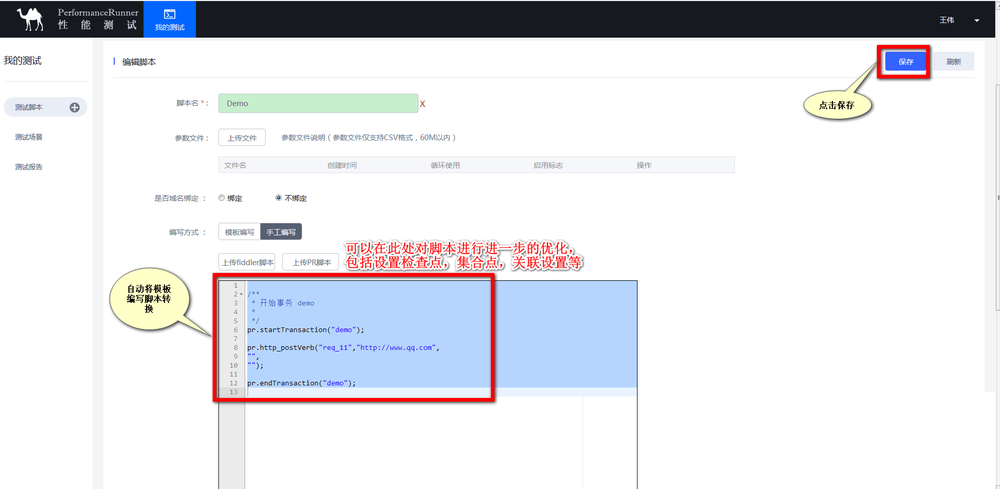 PerformanceRunner
性能测试
我的测试
王伟
我的测试
测试脚本
测试场景
测试报告
编辑脚本
保存
刷新
点击保存
脚本名 * :
Demo
X
参数文件 :
上传文件
参数文件说明 ( 参数文件仅支持CSV格式 , 60M以内 )
文件名 创建时间 循环使用 启用标志 操作
是否域名绑定 :
绑定
不绑定
编写方式 :
模板编写
手工编写
上传fiddler脚本
上传PR脚本
可以在此处对脚本进行进一步的优化，
包括设置检查点，集合点，关联设置等
自动将模板
编写脚本转
换
1
2 /**
3 * 开始事务 demo
4 *
5 */
6 pr.startTransaction("demo");
7
8 pr.http_postVerb("req_11","http://www.qq.com",
9 "",
10 "");
11
12 pr.endTransaction("demo");
13